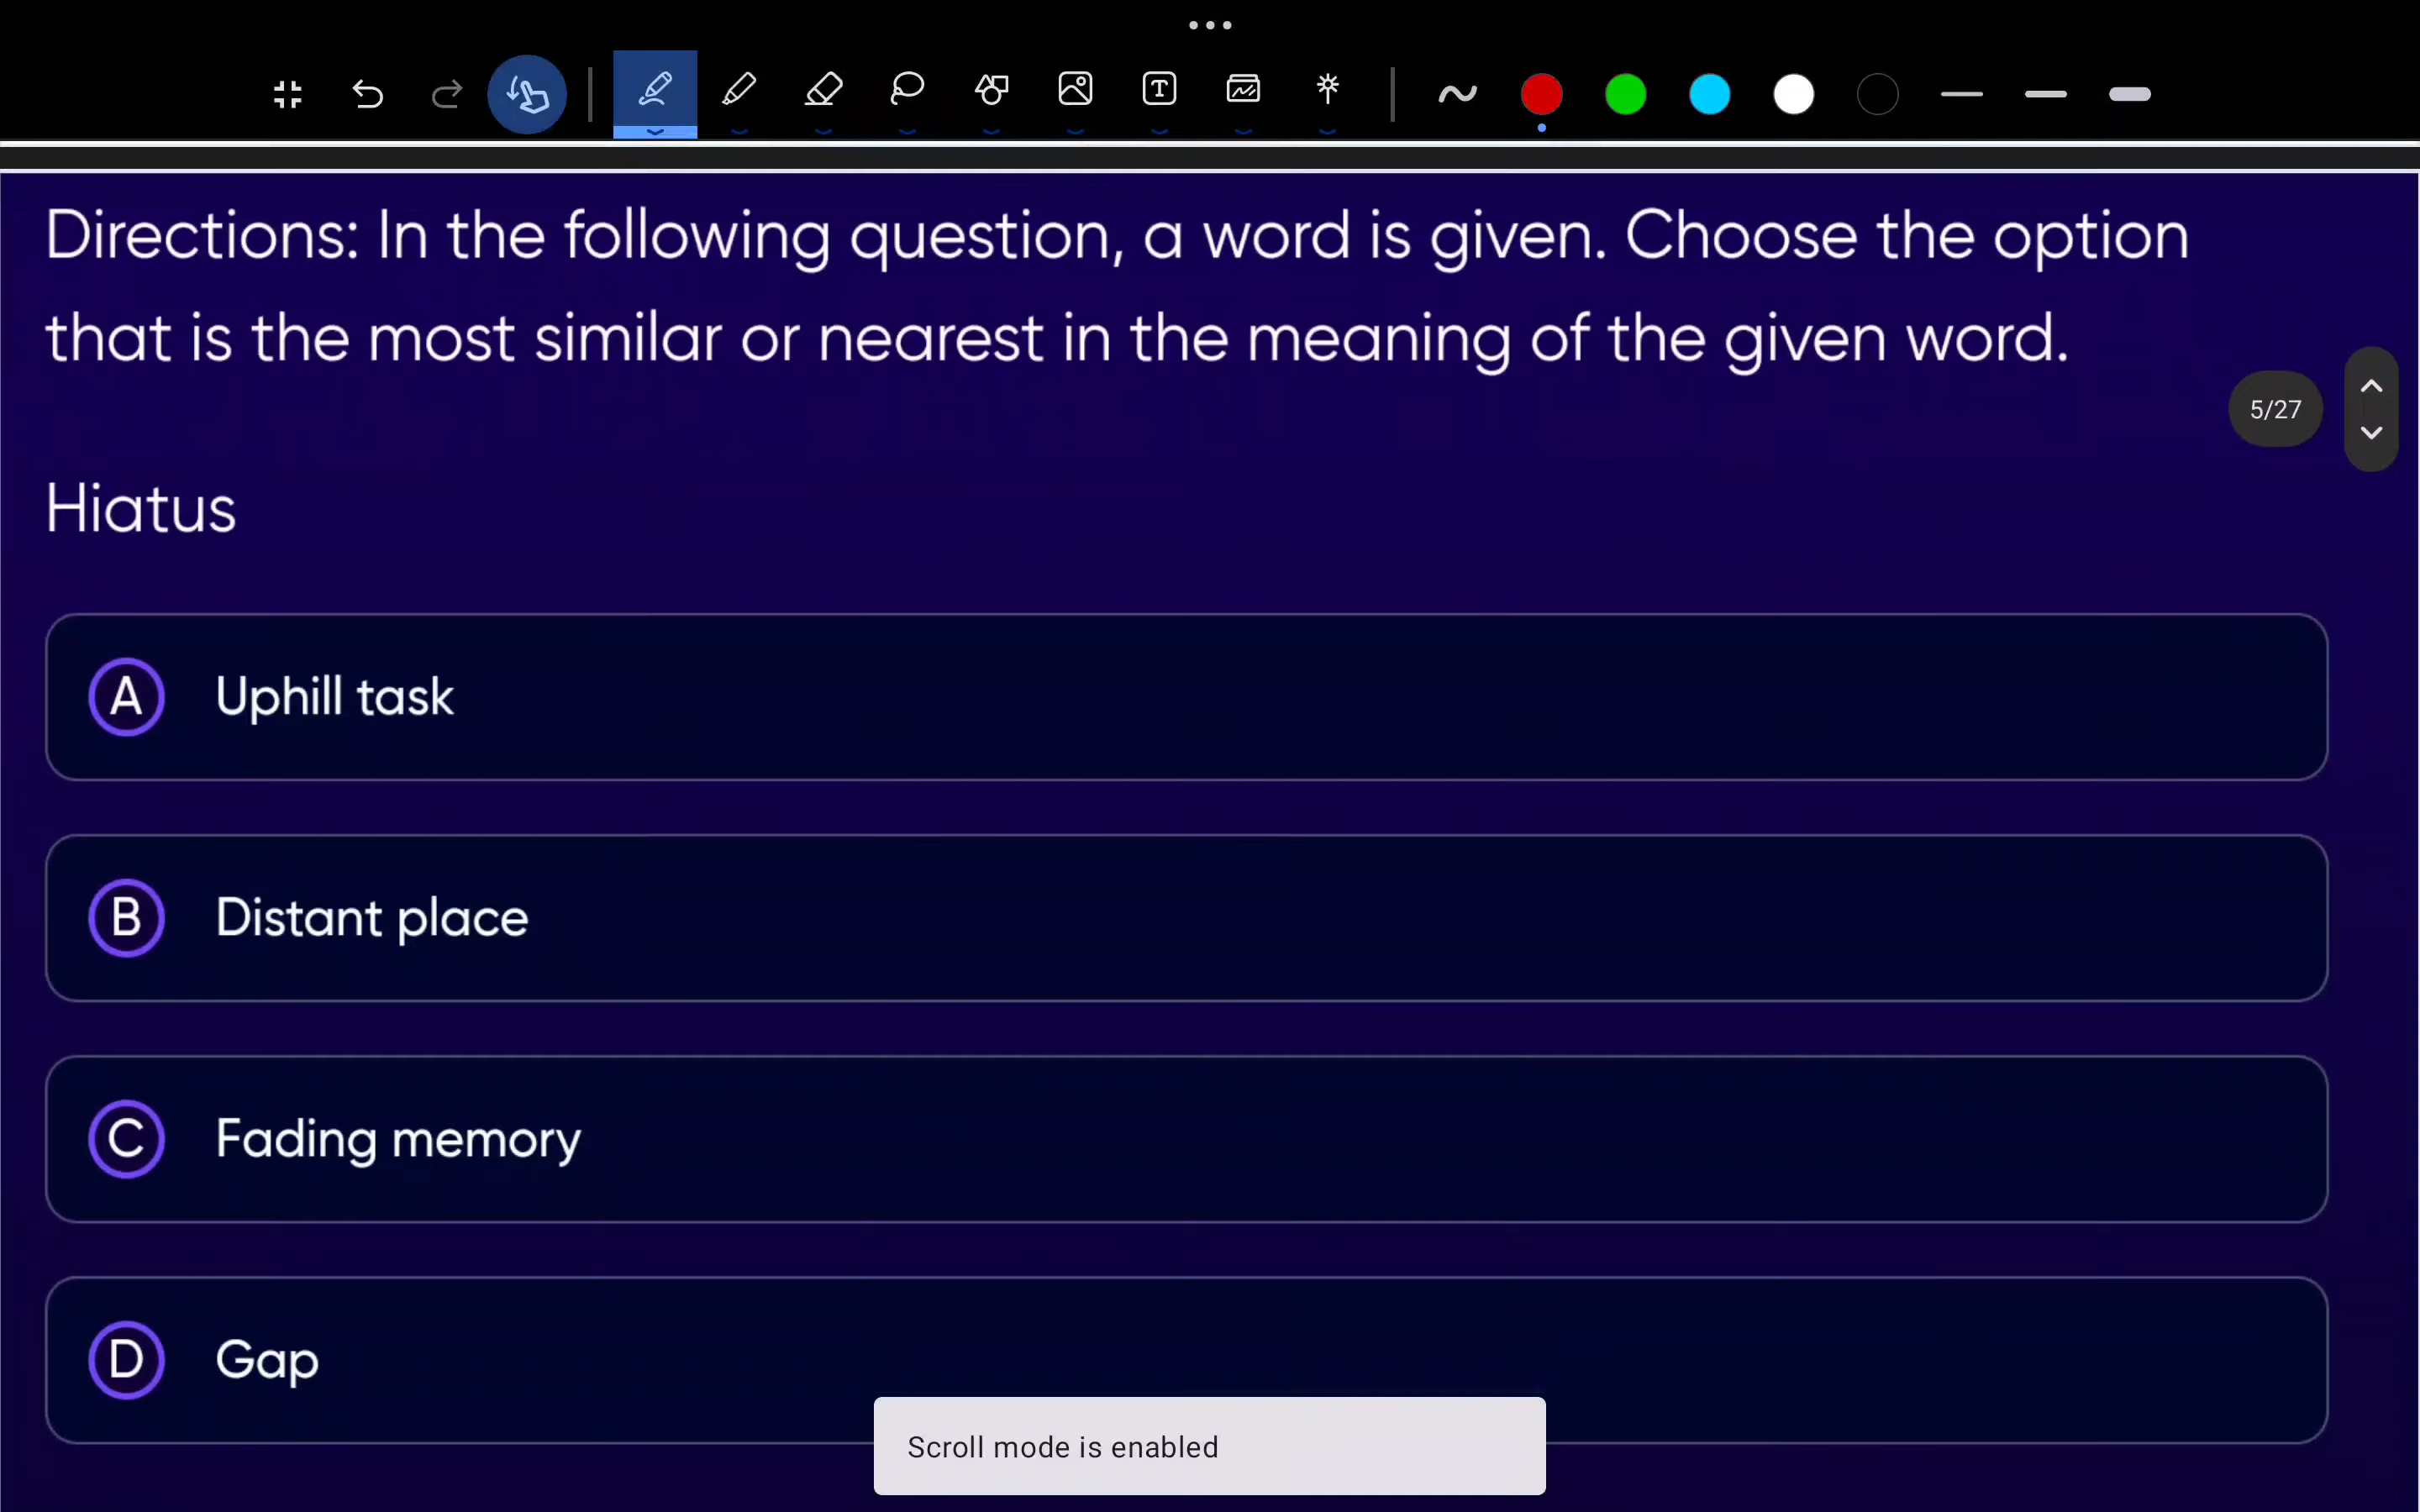 Directions: In the following question, a word is given. Choose the option
that is the most similar or nearest in the meaning of the given word.
5/27
Hiatus
A Uphill task
B Distant place
C Fading memory
D Gap
Scroll mode is enabled